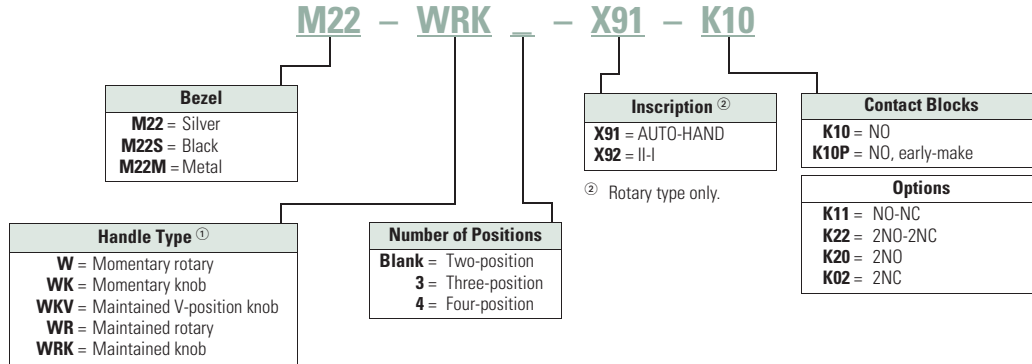 M22 – WRK _ – X91 – K10
Bezel
M22 = Silver
M22S = Black
M22M = Metal
Handle Type ①
W = Momentary rotary
WK = Momentary knob
WKV = Maintained V-position knob
WR = Maintained rotary
WRK = Maintained knob
Number of Positions
Blank = Two-position
3 = Three-position
4 = Four-position
Inscription ②
X91 = AUTO-HAND
X92 = II-I
② Rotary type only.
Contact Blocks
K10 = NO
K10P = NO, early-make
Options
K11 = NO-NC
K22 = 2NO-2NC
K20 = 2NO
K02 = 2NC